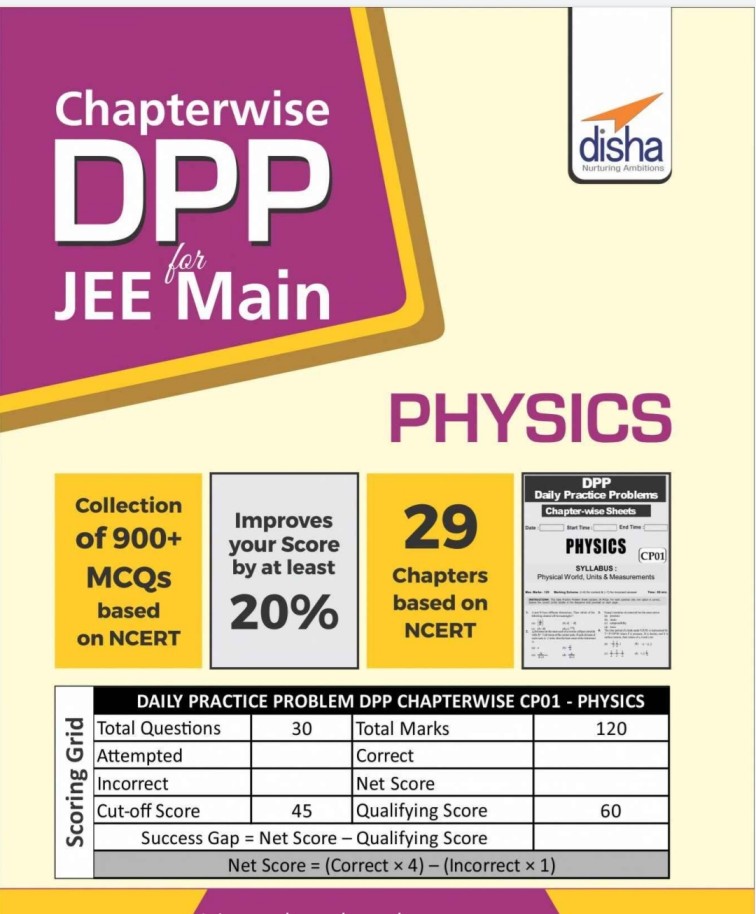 Chapterwise
DPP
for
JEE Main
disha
Nurturing Ambitions
PHYSICS
Collection
of 900+
MCQs
based
on NCERT
Improves
your Score
by at least
20%
29
Chapters
based on
NCERT
DPP
Daily Practice Problems
Chapter-wise Sheets
Date : Start Time : End Time :
PHYSICS
CP01
SYLLABUS :
Physical World, Units & Measurements
Scoring Grid
DAILY PRACTICE PROBLEM DPP CHAPTERWISE CP01 - PHYSICS
Total Questions 30 Total Marks 120
Attempted Correct
Incorrect Net Score
Cut-off Score 45 Qualifying Score 60
Success Gap = Net Score – Qualifying Score
Net Score = (Correct × 4) – (Incorrect × 1)